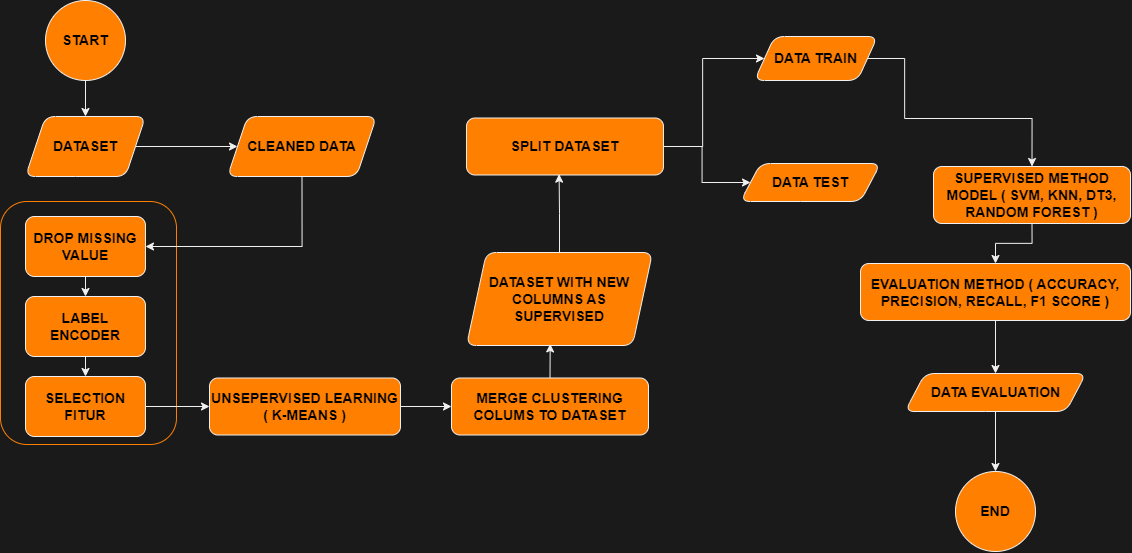 START
DATASET
CLEANED DATA
DROP MISSING
VALUE
LABEL
ENCODER
SELECTION
FITUR
UNSEPERVISED LEARNING
( K-MEANS )
MERGE CLUSTERING
COLUMS TO DATASET
DATASET WITH NEW
COLUMNS AS
SUPERVISED
SPLIT DATASET
DATA TRAIN
DATA TEST
SUPERVISED METHOD
MODEL ( SVM, KNN, DT3,
RANDOM FOREST )
EVALUATION METHOD ( ACCURACY,
PRECISION, RECALL, F1 SCORE )
DATA EVALUATION
END